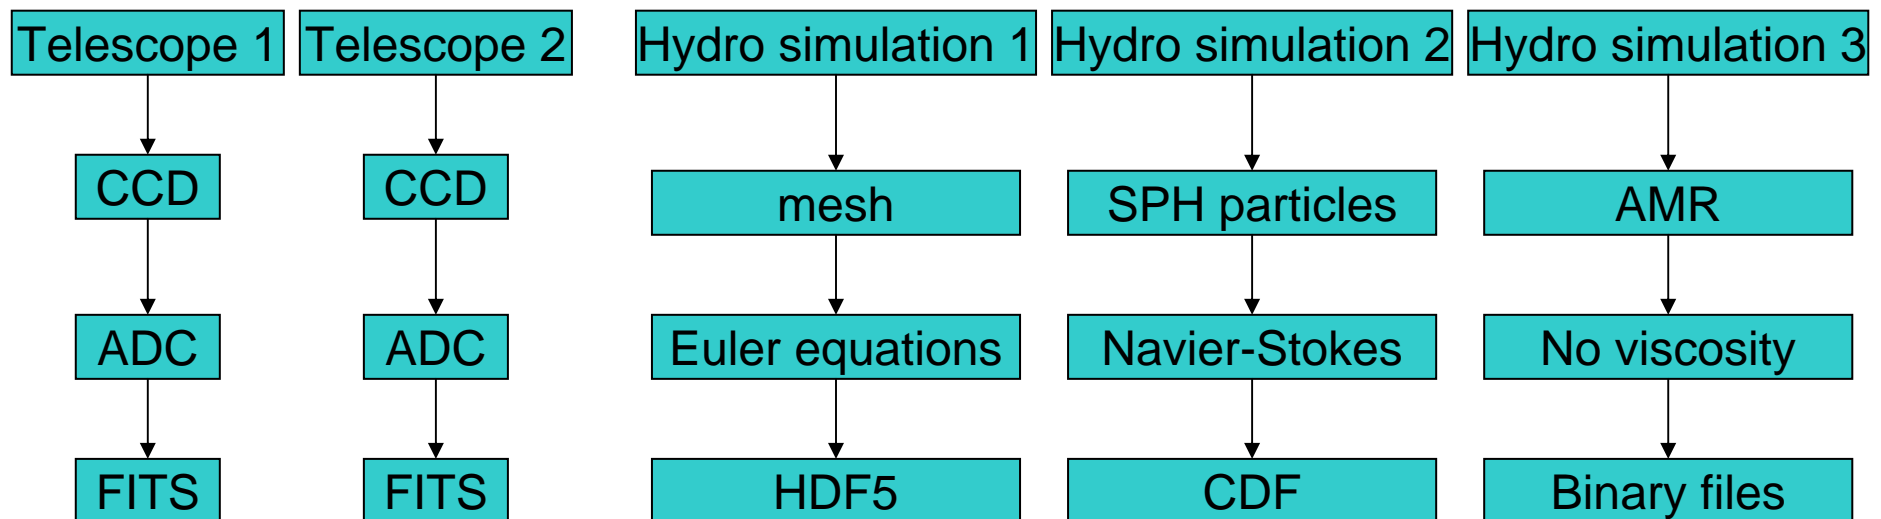 Telescope 1
Telescope 2
Hydro simulation 1
Hydro simulation 2
Hydro simulation 3
CCD
CCD
mesh
SPH particles
AMR
ADC
ADC
Euler equations
Navier-Stokes
No viscosity
FITS
FITS
HDF5
CDF
Binary files